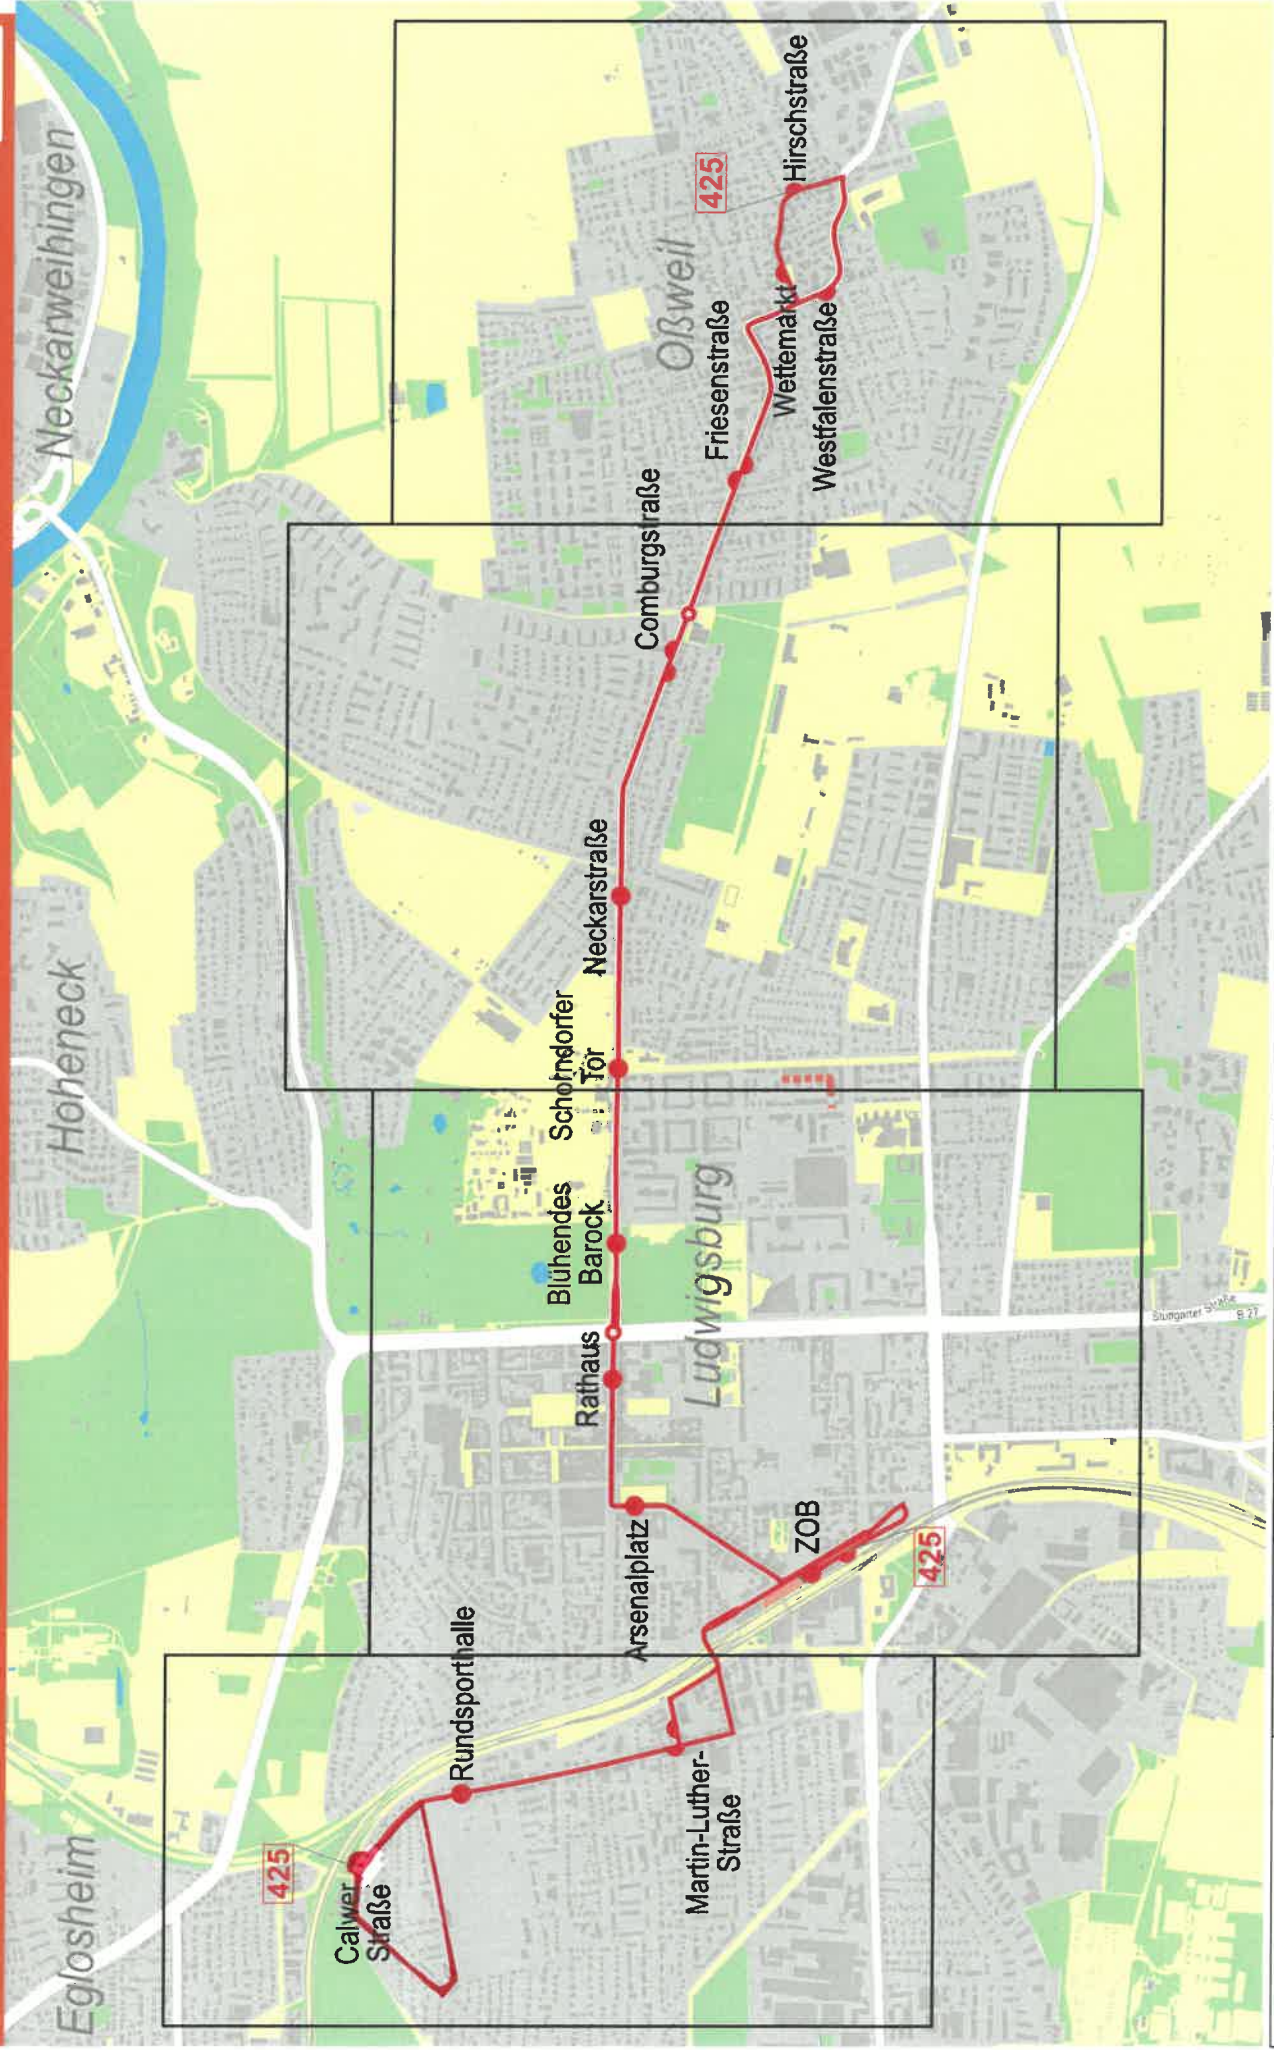 Eglosheim
Hoheneck
Neckarweihingen
425
Calwer
Straße
Rundsporthalle
Martin-Luther-
Straße
Arsenalplatz
ZOB
425
Rathaus
Blühendes
Barock
Schorndorfer
Tor
Neckarstraße
Ludwigsburg
Stuttgarter Straße
B 27
Comburgstraße
Friesenstraße
Oßweil
Wettemarkt
Westfalenstraße
425
Hirschstraße